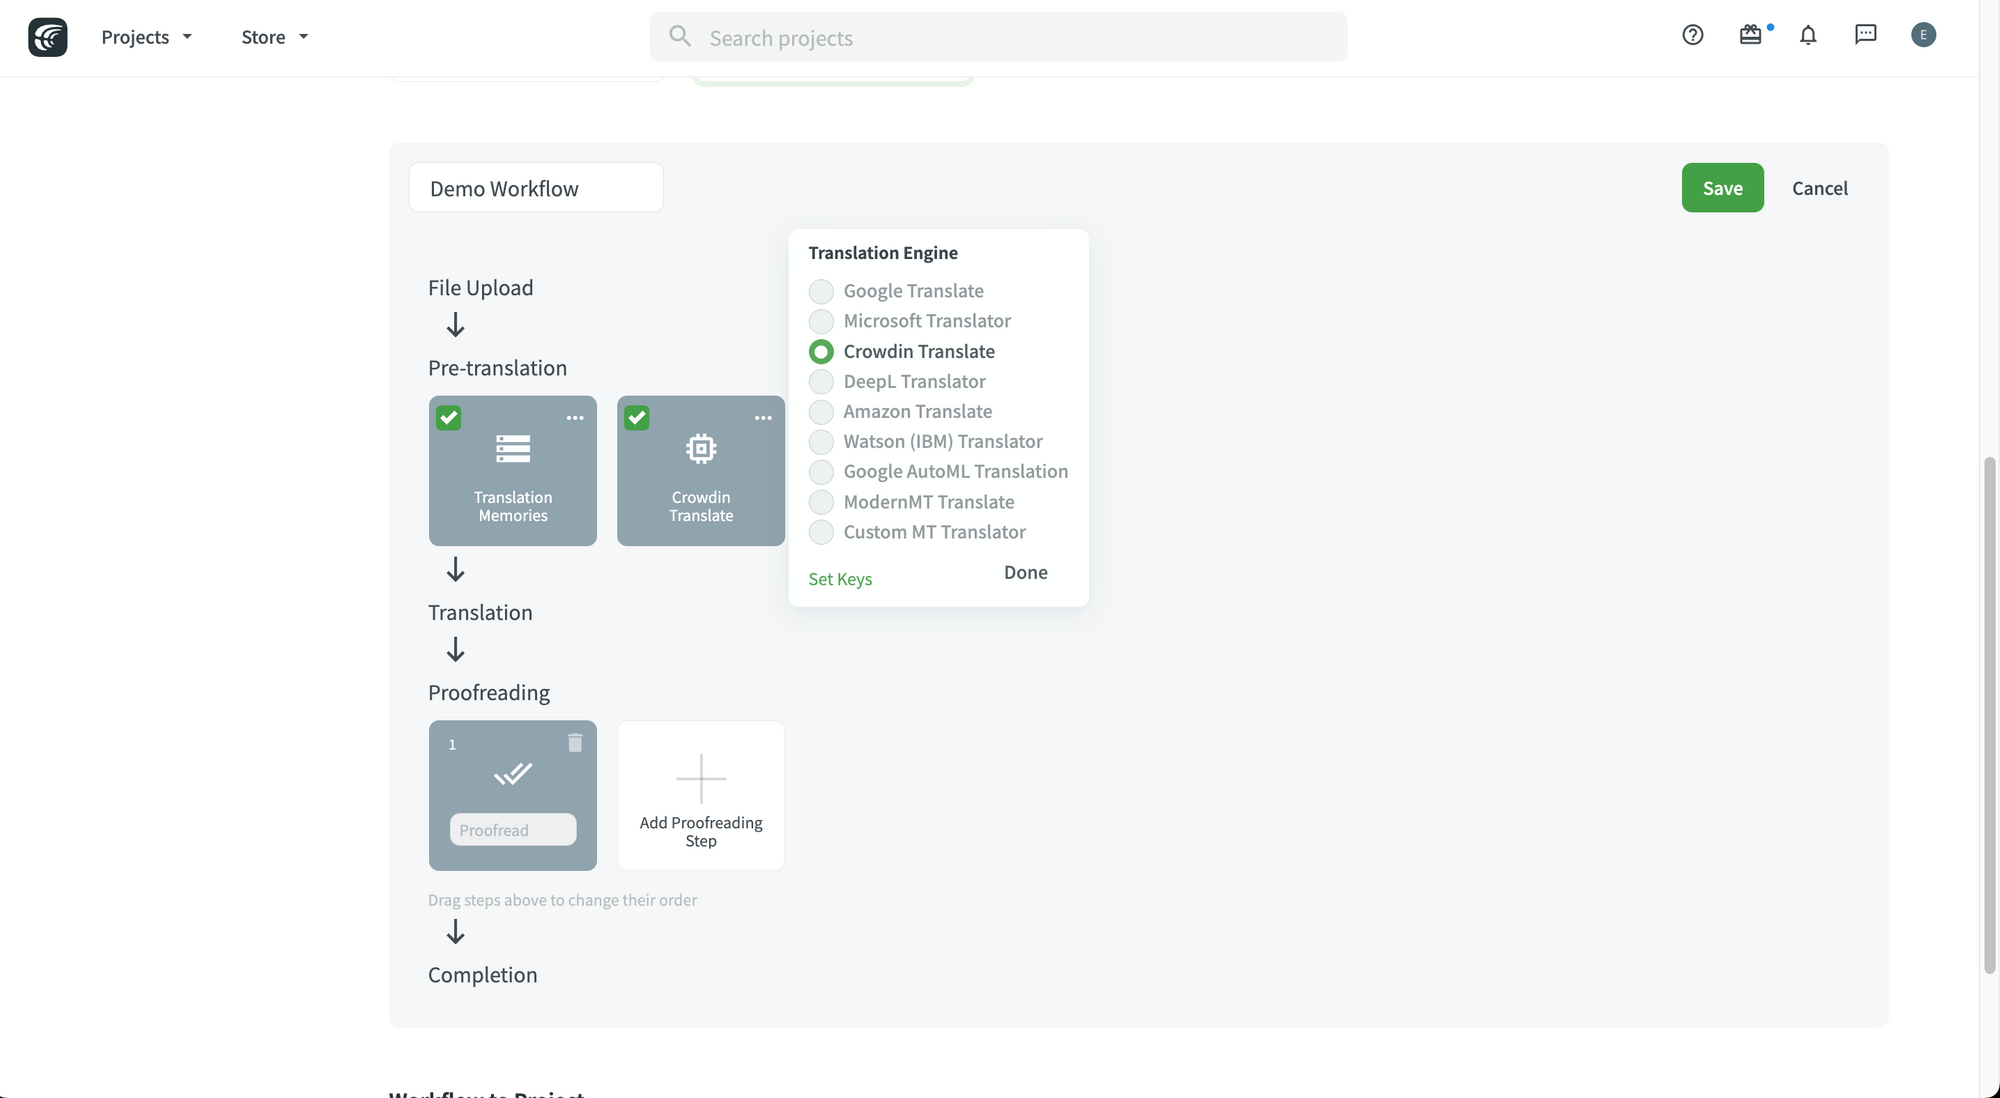 Projects
Store
Search projects
E
Demo Workflow
Save
Cancel
Translation Engine
Google Translate
Microsoft Translator
Crowdin Translate
DeepL Translator
Amazon Translate
Watson (IBM) Translator
Google AutoML Translation
ModernMT Translate
Custom MT Translator
Set Keys
Done
File Upload
Pre-translation
Translation
Memories
Crowdin
Translate
Translation
Proofreading
1
Proofread
Add Proofreading
Step
Drag steps above to change their order
Completion
Workflow to Project